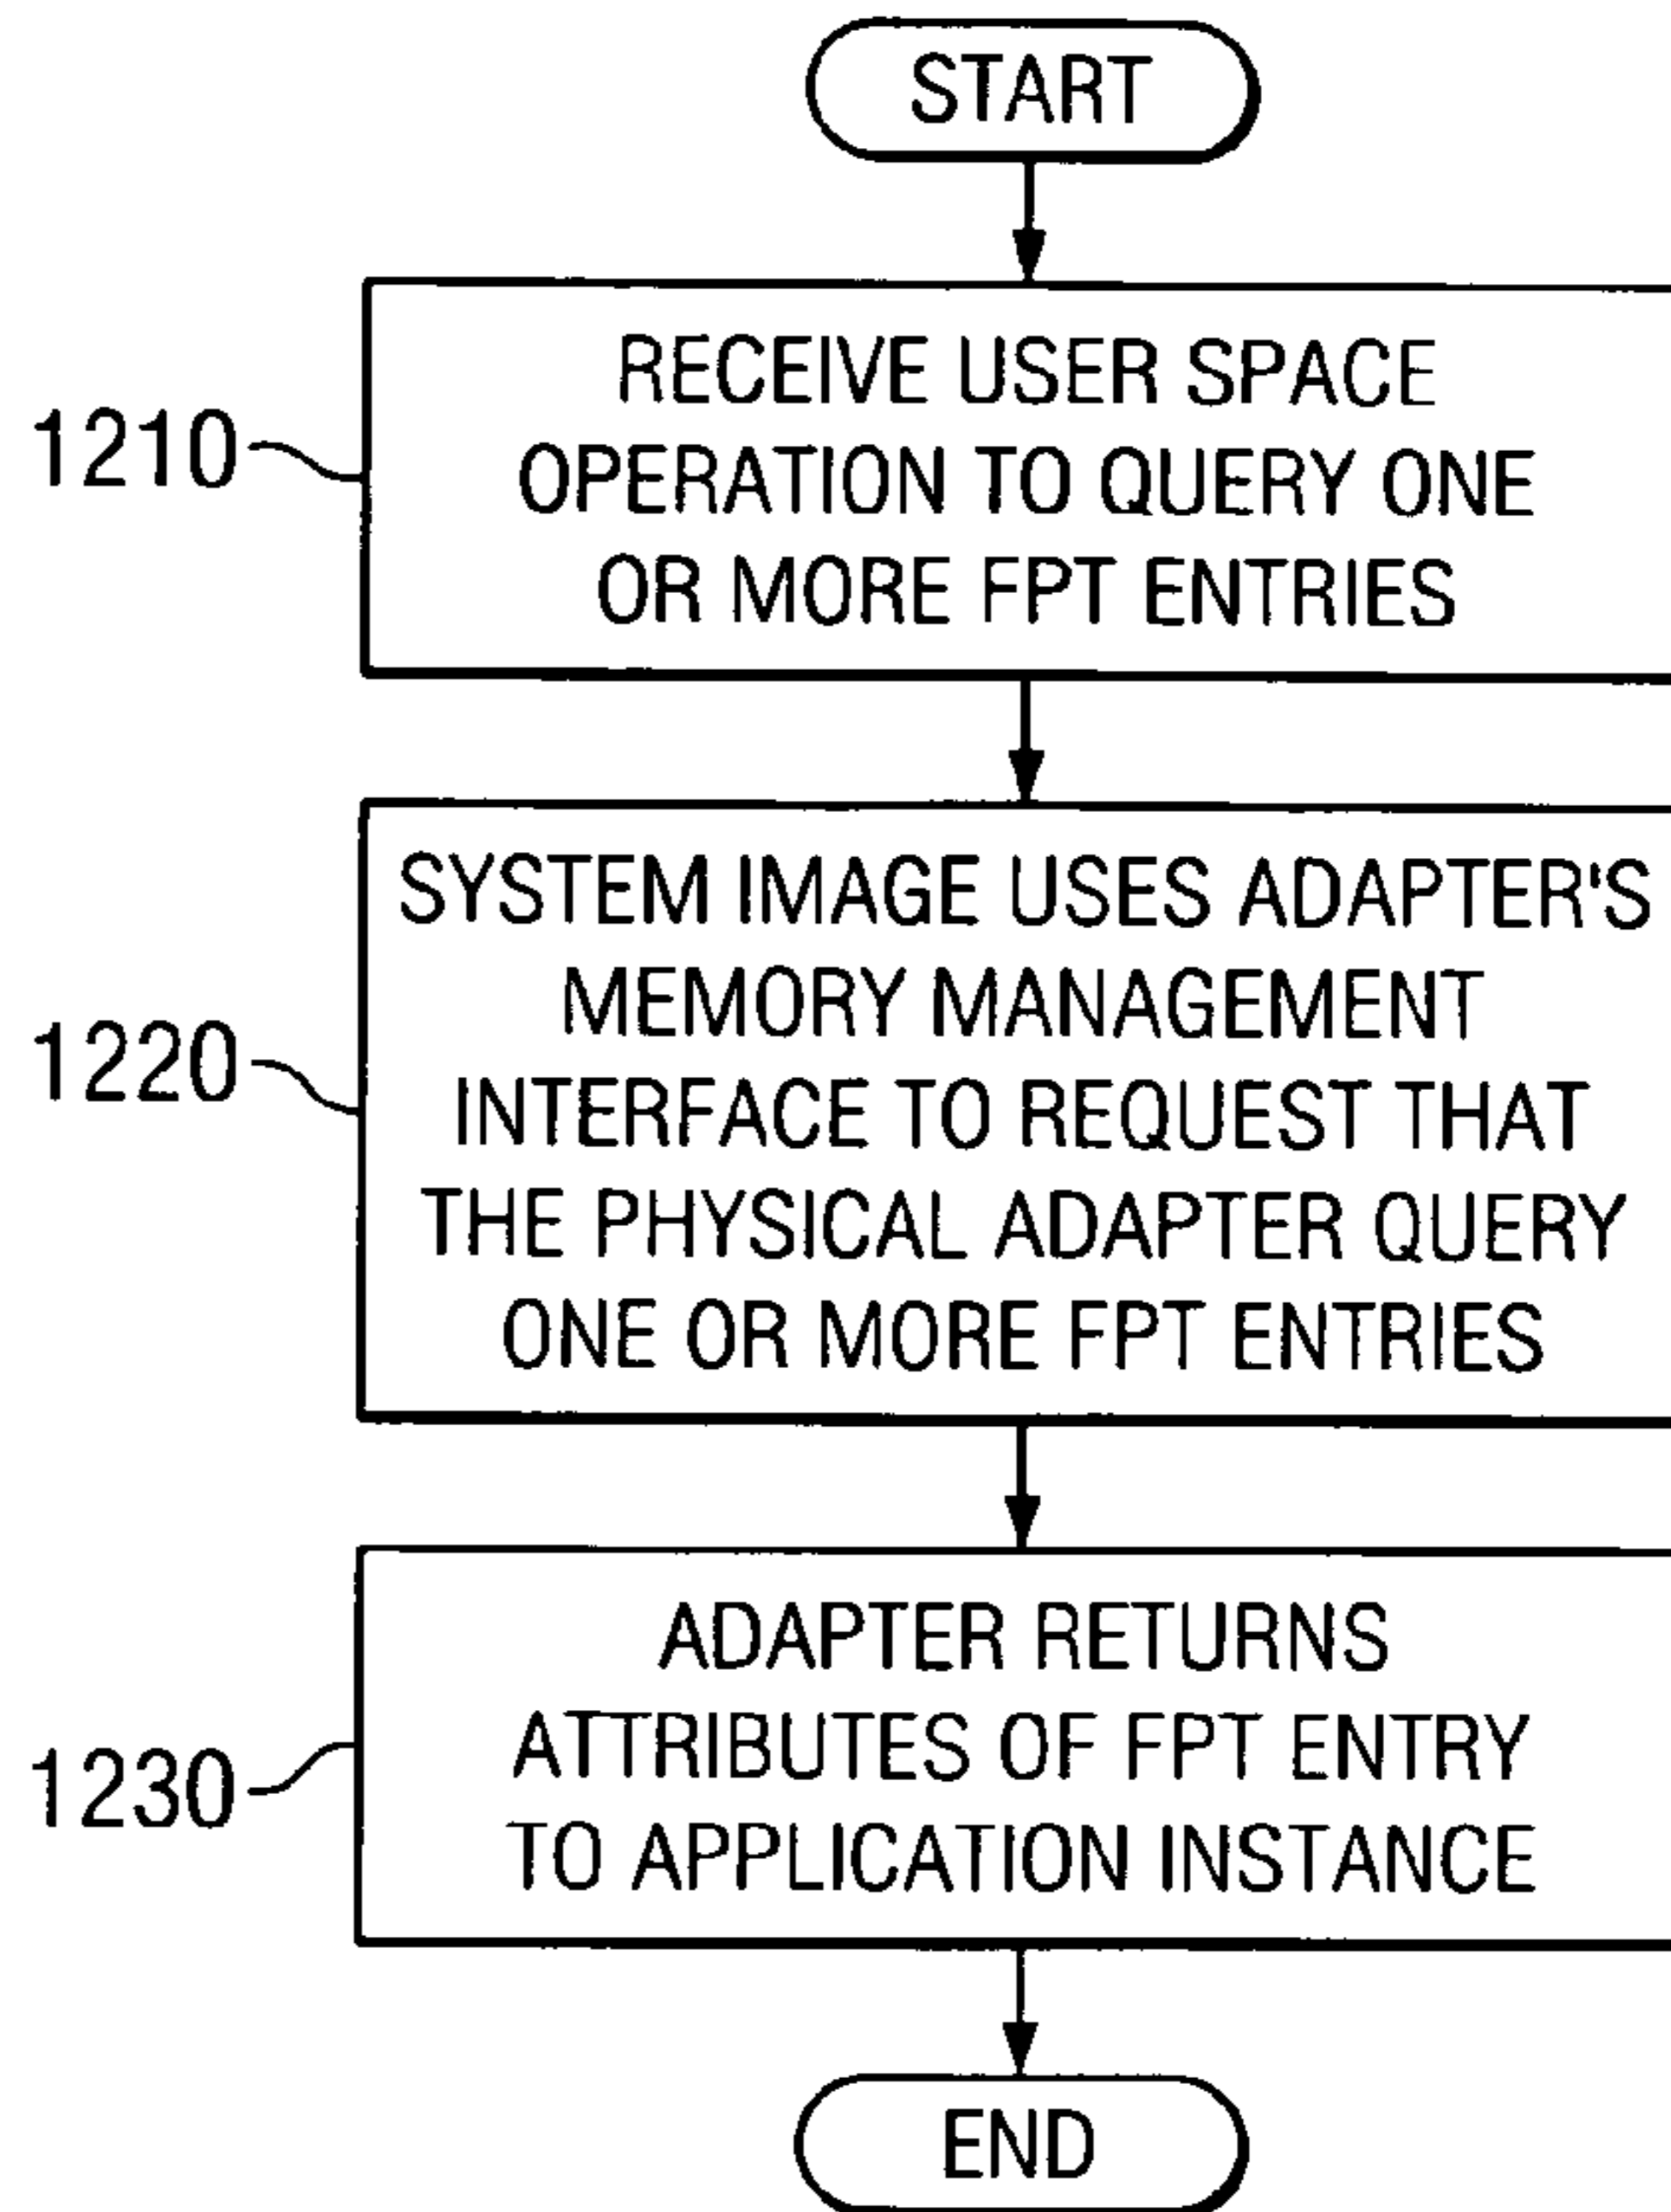 START
RECEIVE USER SPACE
OPERATION TO QUERY ONE
OR MORE FPT ENTRIES
1210
SYSTEM IMAGE USES ADAPTER'S
MEMORY MANAGEMENT
INTERFACE TO REQUEST THAT
THE PHYSICAL ADAPTER QUERY
ONE OR MORE FPT ENTRIES
1220
ADAPTER RETURNS
ATTRIBUTES OF FPT ENTRY
TO APPLICATION INSTANCE
1230
END